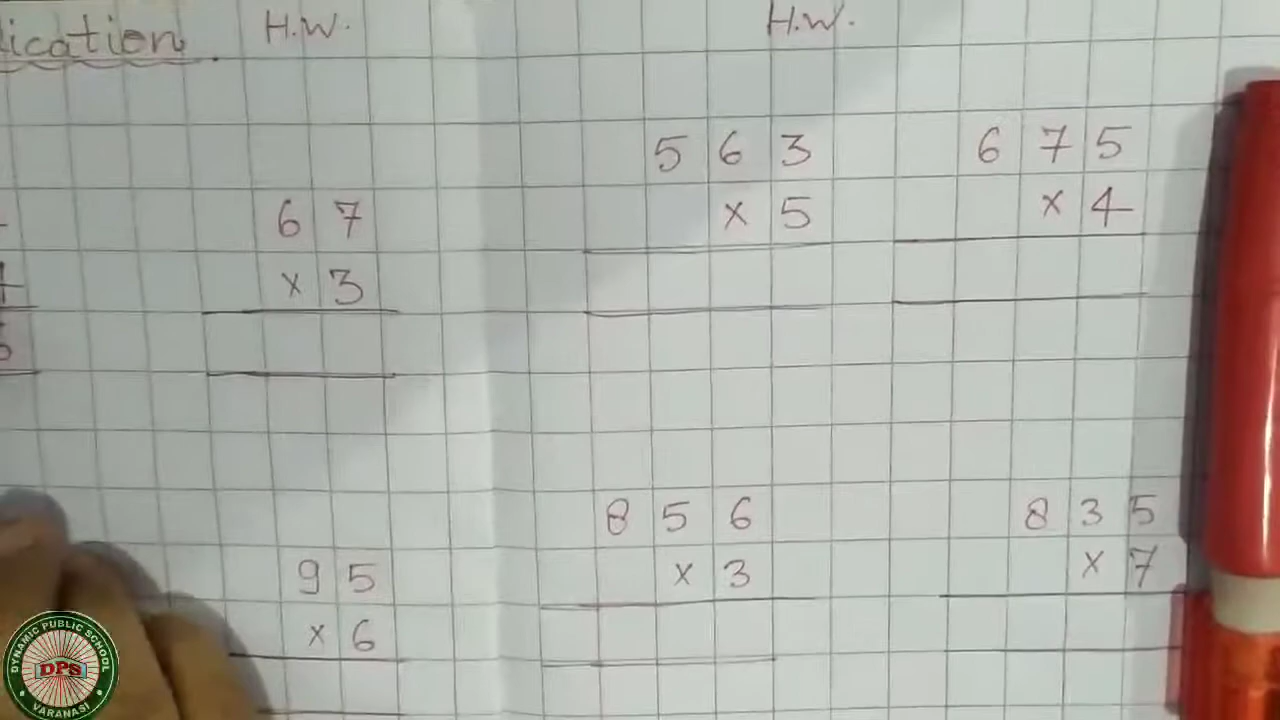 ication.
H.W.
H.W.
6 7
× 3
5 6 3
× 5
6 7 5
× 4
9 5
× 6
8 5 6
× 3
8 3 5
× 7
DYNAMIC PUBLIC SCHOOL
DPS
VARANASI